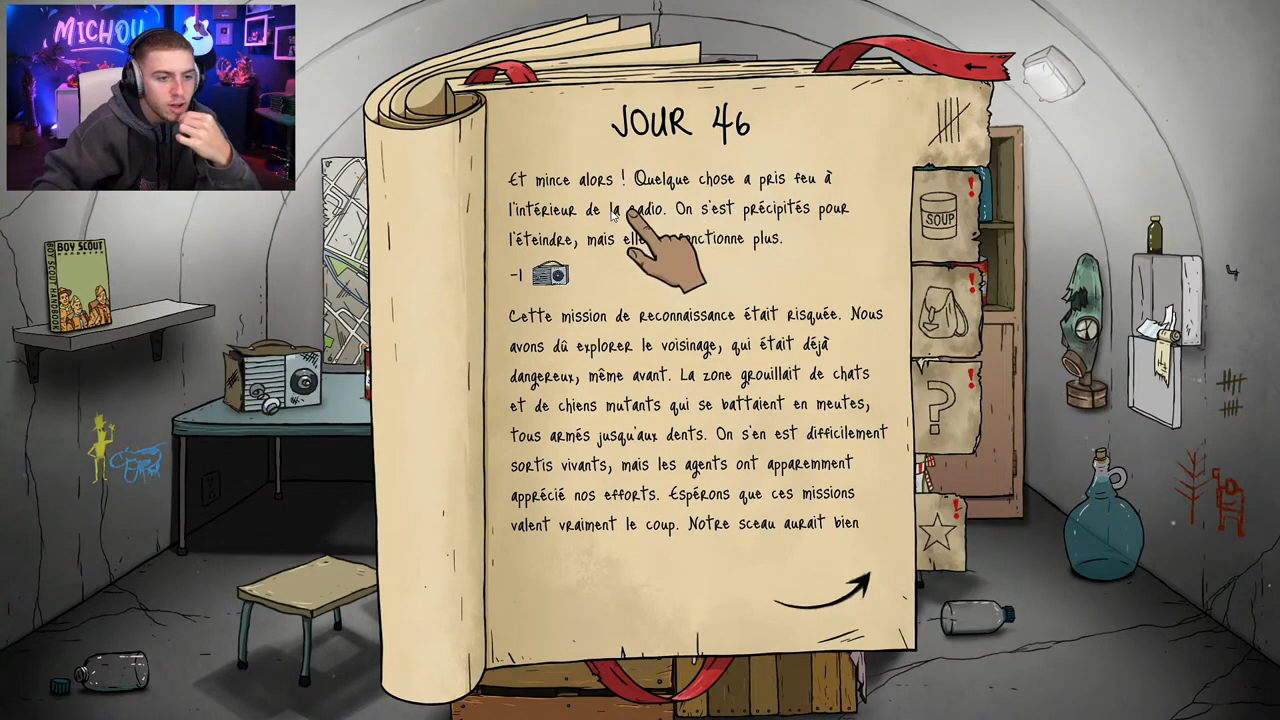 MICHOU
JOUR 46
Et mince alors ! Quelque chose a pris feu à
l'intérieur de la radio. On s'est précipités pour
l'éteindre, mais elle fonctionne plus.
-1
Cette mission de reconnaissance était risquée. Nous
avons dû explorer le voisinage, qui était déjà
dangereux, même avant. La zone grouillait de chats
et de chiens mutants qui se battaient en meutes,
tous armés jusqu'aux dents. On s'en est difficilement
sortis vivants, mais les agents ont apparemment
apprécié nos efforts. Espérons que ces missions
valent vraiment le coup. Notre sceau aurait bien
!
SOUP
!
!
?
!
BOY SCOUT
HANDBOOK
BOY SCOUT